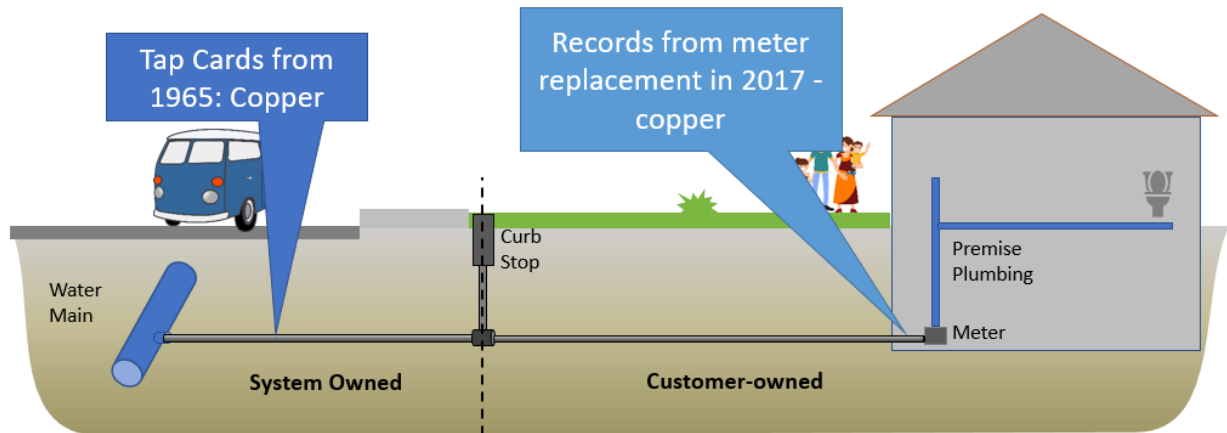 Tap Cards from
1965: Copper
Records from meter
replacement in 2017 -
copper
Curb
Stop
Water
Main
Premise
Plumbing
Meter
System Owned
Customer-owned